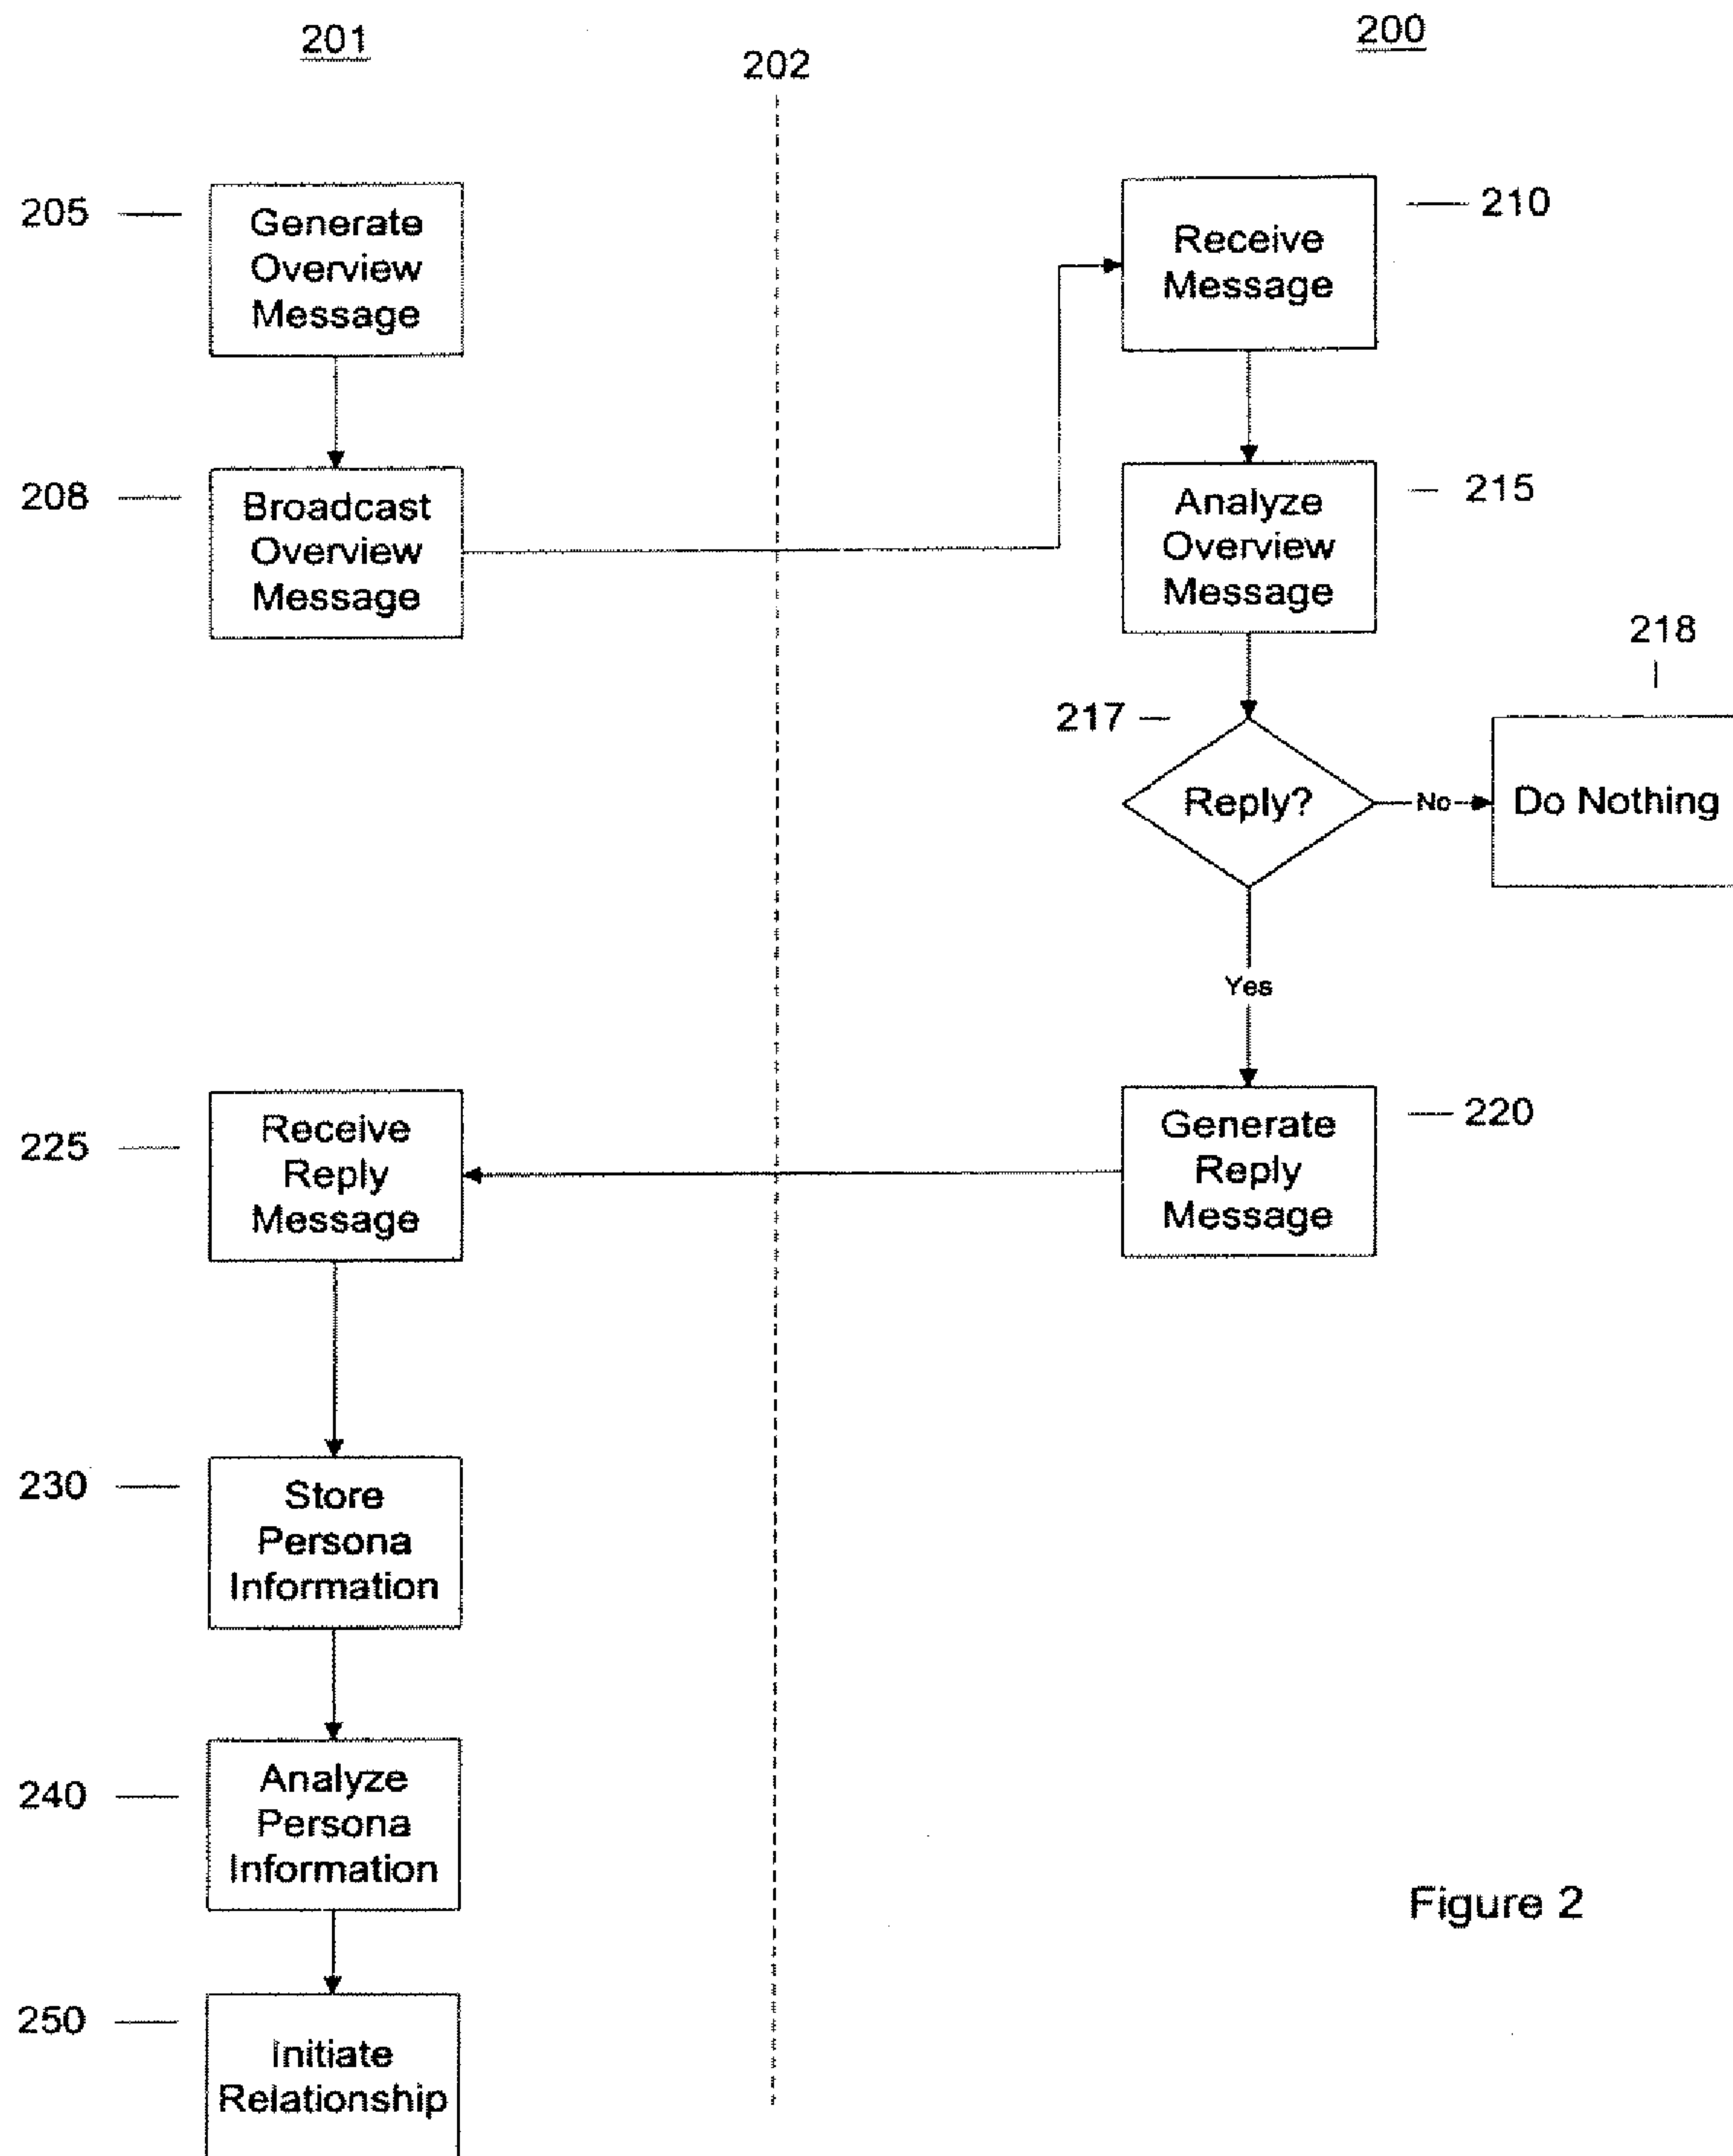 201
202
200
205
Generate
Overview
Message
210
Receive
Message
208
Broadcast
Overview
Message
215
Analyze
Overview
Message
218
217
Reply?
No
Do Nothing
Yes
225
Receive
Reply
Message
220
Generate
Reply
Message
230
Store
Persona
Information
240
Analyze
Persona
Information
Figure 2
250
Initiate
Relationship